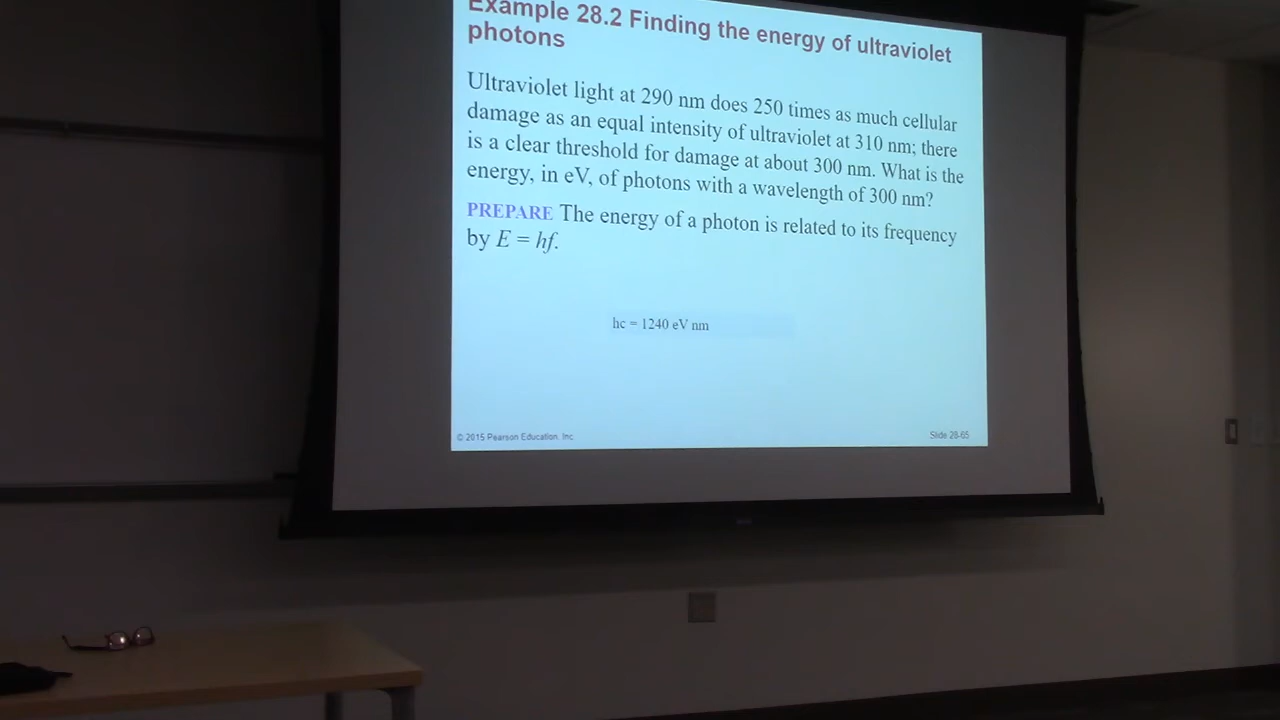 Example 28.2 Finding the energy of ultraviolet
photons
Ultraviolet light at 290 nm does 250 times as much cellular
damage as an equal intensity of ultraviolet at 310 nm; there
is a clear threshold for damage at about 300 nm. What is the
energy, in eV, of photons with a wavelength of 300 nm?
PREPARE The energy of a photon is related to its frequency
by E = hf.
hc = 1240 eV nm
© 2015 Pearson Education, Inc.
Slide 28-65